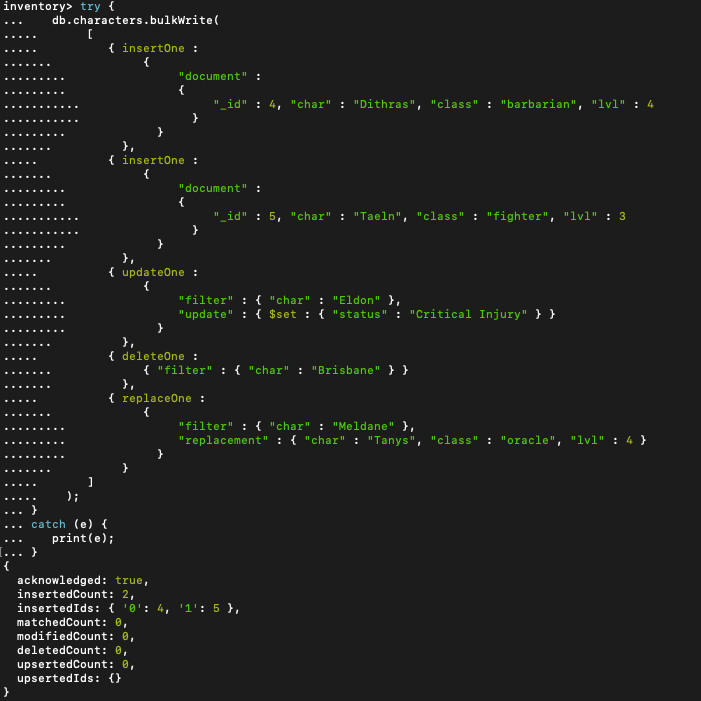 inventory> try {
...     db.characters.bulkWrite(
.....       [
.....          { insertOne :
.......             {
.........                "document" :
.........                {
...........                   "_id" : 4, "char" : "Dithras", "class" : "barbarian", "lvl" : 4
...........                }
.........             }
.......          },
.....          { insertOne :
.......             {
.........                "document" :
.........                {
...........                   "_id" : 5, "char" : "Taeln", "class" : "fighter", "lvl" : 3
...........                }
.........             }
.......          },
.....          { updateOne :
.......             {
.........                "filter" : { "char" : "Eldon" },
.........                "update" : { $set : { "status" : "Critical Injury" } }
.........             }
.......          },
.....          { deleteOne :
.......             { "filter" : { "char" : "Brisbane" } }
.......          },
.....          { replaceOne :
.......             {
.........                "filter" : { "char" : "Meldane" },
.........                "replacement" : { "char" : "Tanys", "class" : "oracle", "lvl" : 4 }
.........             }
.......          }
.....       ]
.....    );
... }
... catch (e) {
...    print(e);
[... }
{
  acknowledged: true,
  insertedCount: 2,
  insertedIds: { '0': 4, '1': 5 },
  matchedCount: 0,
  modifiedCount: 0,
  deletedCount: 0,
  upsertedCount: 0,
  upsertedIds: {}
}